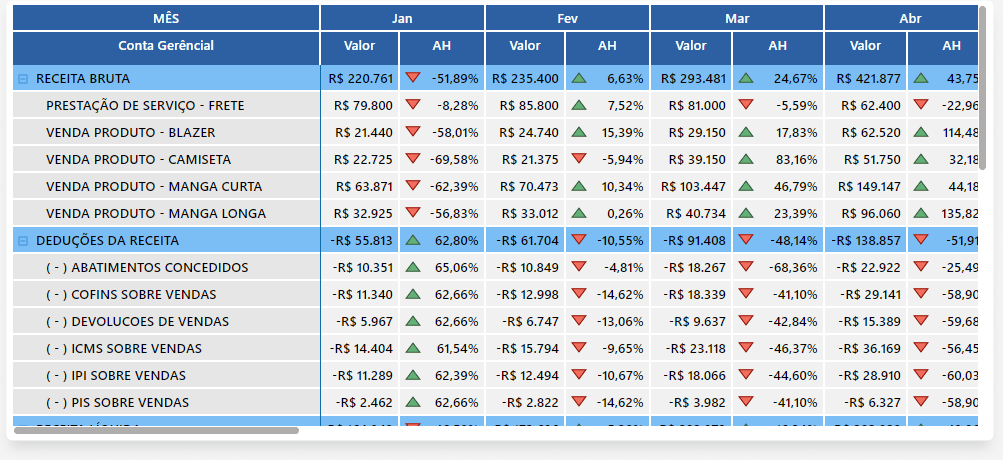 MÊS Jan Fev Mar Abr
Conta Gerêncial Valor AH Valor AH Valor AH Valor AH
RECEITA BRUTA R$ 220.761 -51,89% R$ 235.400 6,63% R$ 293.481 24,67% R$ 421.877 43,75
PRESTAÇÃO DE SERVIÇO - FRETE R$ 79.800 -8,28% R$ 85.800 7,52% R$ 81.000 -5,59% R$ 62.400 -22,96
VENDA PRODUTO - BLAZER R$ 21.440 -58,01% R$ 24.740 15,39% R$ 29.150 17,83% R$ 62.520 114,48
VENDA PRODUTO - CAMISETA R$ 22.725 -69,58% R$ 21.375 -5,94% R$ 39.150 83,16% R$ 51.750 32,18
VENDA PRODUTO - MANGA CURTA R$ 63.871 -62,39% R$ 70.473 10,34% R$ 103.447 46,79% R$ 149.147 44,18
VENDA PRODUTO - MANGA LONGA R$ 32.925 -56,83% R$ 33.012 0,26% R$ 40.734 23,39% R$ 96.060 135,82
DEDUÇÕES DA RECEITA -R$ 55.813 62,80% -R$ 61.704 -10,55% -R$ 91.408 -48,14% -R$ 138.857 -51,91
( - ) ABATIMENTOS CONCEDIDOS -R$ 10.351 65,06% -R$ 10.849 -4,81% -R$ 18.267 -68,36% -R$ 22.922 -25,49
( - ) COFINS SOBRE VENDAS -R$ 11.340 62,66% -R$ 12.998 -14,62% -R$ 18.339 -41,10% -R$ 29.141 -58,90
( - ) DEVOLUCOES DE VENDAS -R$ 5.967 62,66% -R$ 6.747 -13,06% -R$ 9.637 -42,84% -R$ 15.389 -59,68
( - ) ICMS SOBRE VENDAS -R$ 14.404 61,54% -R$ 15.794 -9,65% -R$ 23.118 -46,37% -R$ 36.169 -56,45
( - ) IPI SOBRE VENDAS -R$ 11.289 62,39% -R$ 12.494 -10,67% -R$ 18.066 -44,60% -R$ 28.910 -60,03
( - ) PIS SOBRE VENDAS -R$ 2.462 62,66% -R$ 2.822 -14,62% -R$ 3.982 -41,10% -R$ 6.327 -58,90